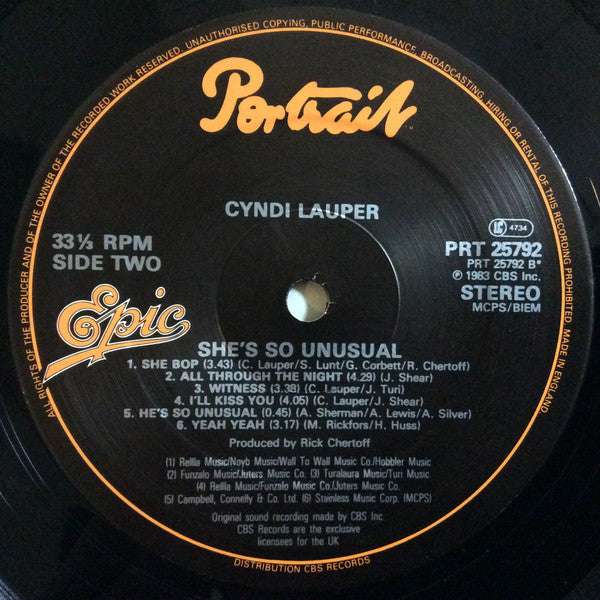 ALL RIGHTS OF THE PRODUCER AND OF THE OWNER OF THE RECORDED WORK RESERVED. UNAUTHORISED COPYING, PUBLIC PERFORMANCE, BROADCASTING, HIRING OR RENTAL OF THIS RECORDING PROHIBITED. MADE IN ENGLAND
Portrait
CYNDI LAUPER
33⅓ RPM
SIDE TWO
LC 4734
PRT 25792
PRT 25792 B*
℗ 1983 CBS Inc.
STEREO
MCPS/BIEM
Epic
SHE'S SO UNUSUAL
1. SHE BOP (3.43) (C. Lauper/S. Lunt/G. Corbett/R. Chertoff)
2. ALL THROUGH THE NIGHT (4.29) (J. Shear)
3. WITNESS (3.38) (C. Lauper/J. Turi)
4. I'LL KISS YOU (4.05) (C. Lauper/J. Shear)
5. HE'S SO UNUSUAL (0.45) (A. Sherman/A. Lewis/A. Silver)
6. YEAH YEAH (3.17) (M. Rickfors/H. Huss)
Produced by Rick Chertoff
(1) Rellla Music/Noyb Music/Wall To Wall Music Co./Hobbler Music
(2) Funzalo Music/Juters Music Co. (3) Turalaura Music/Turi Music
(4) Rellla Music/Funzalo Music/Juters Music Co.
(5) Campbell, Connelly & Co. Ltd. (6) Stainless Music Corp. (MCPS)
Original sound recording made by CBS Inc.
CBS Records are the exclusive
licensees for the UK
DISTRIBUTION CBS RECORDS